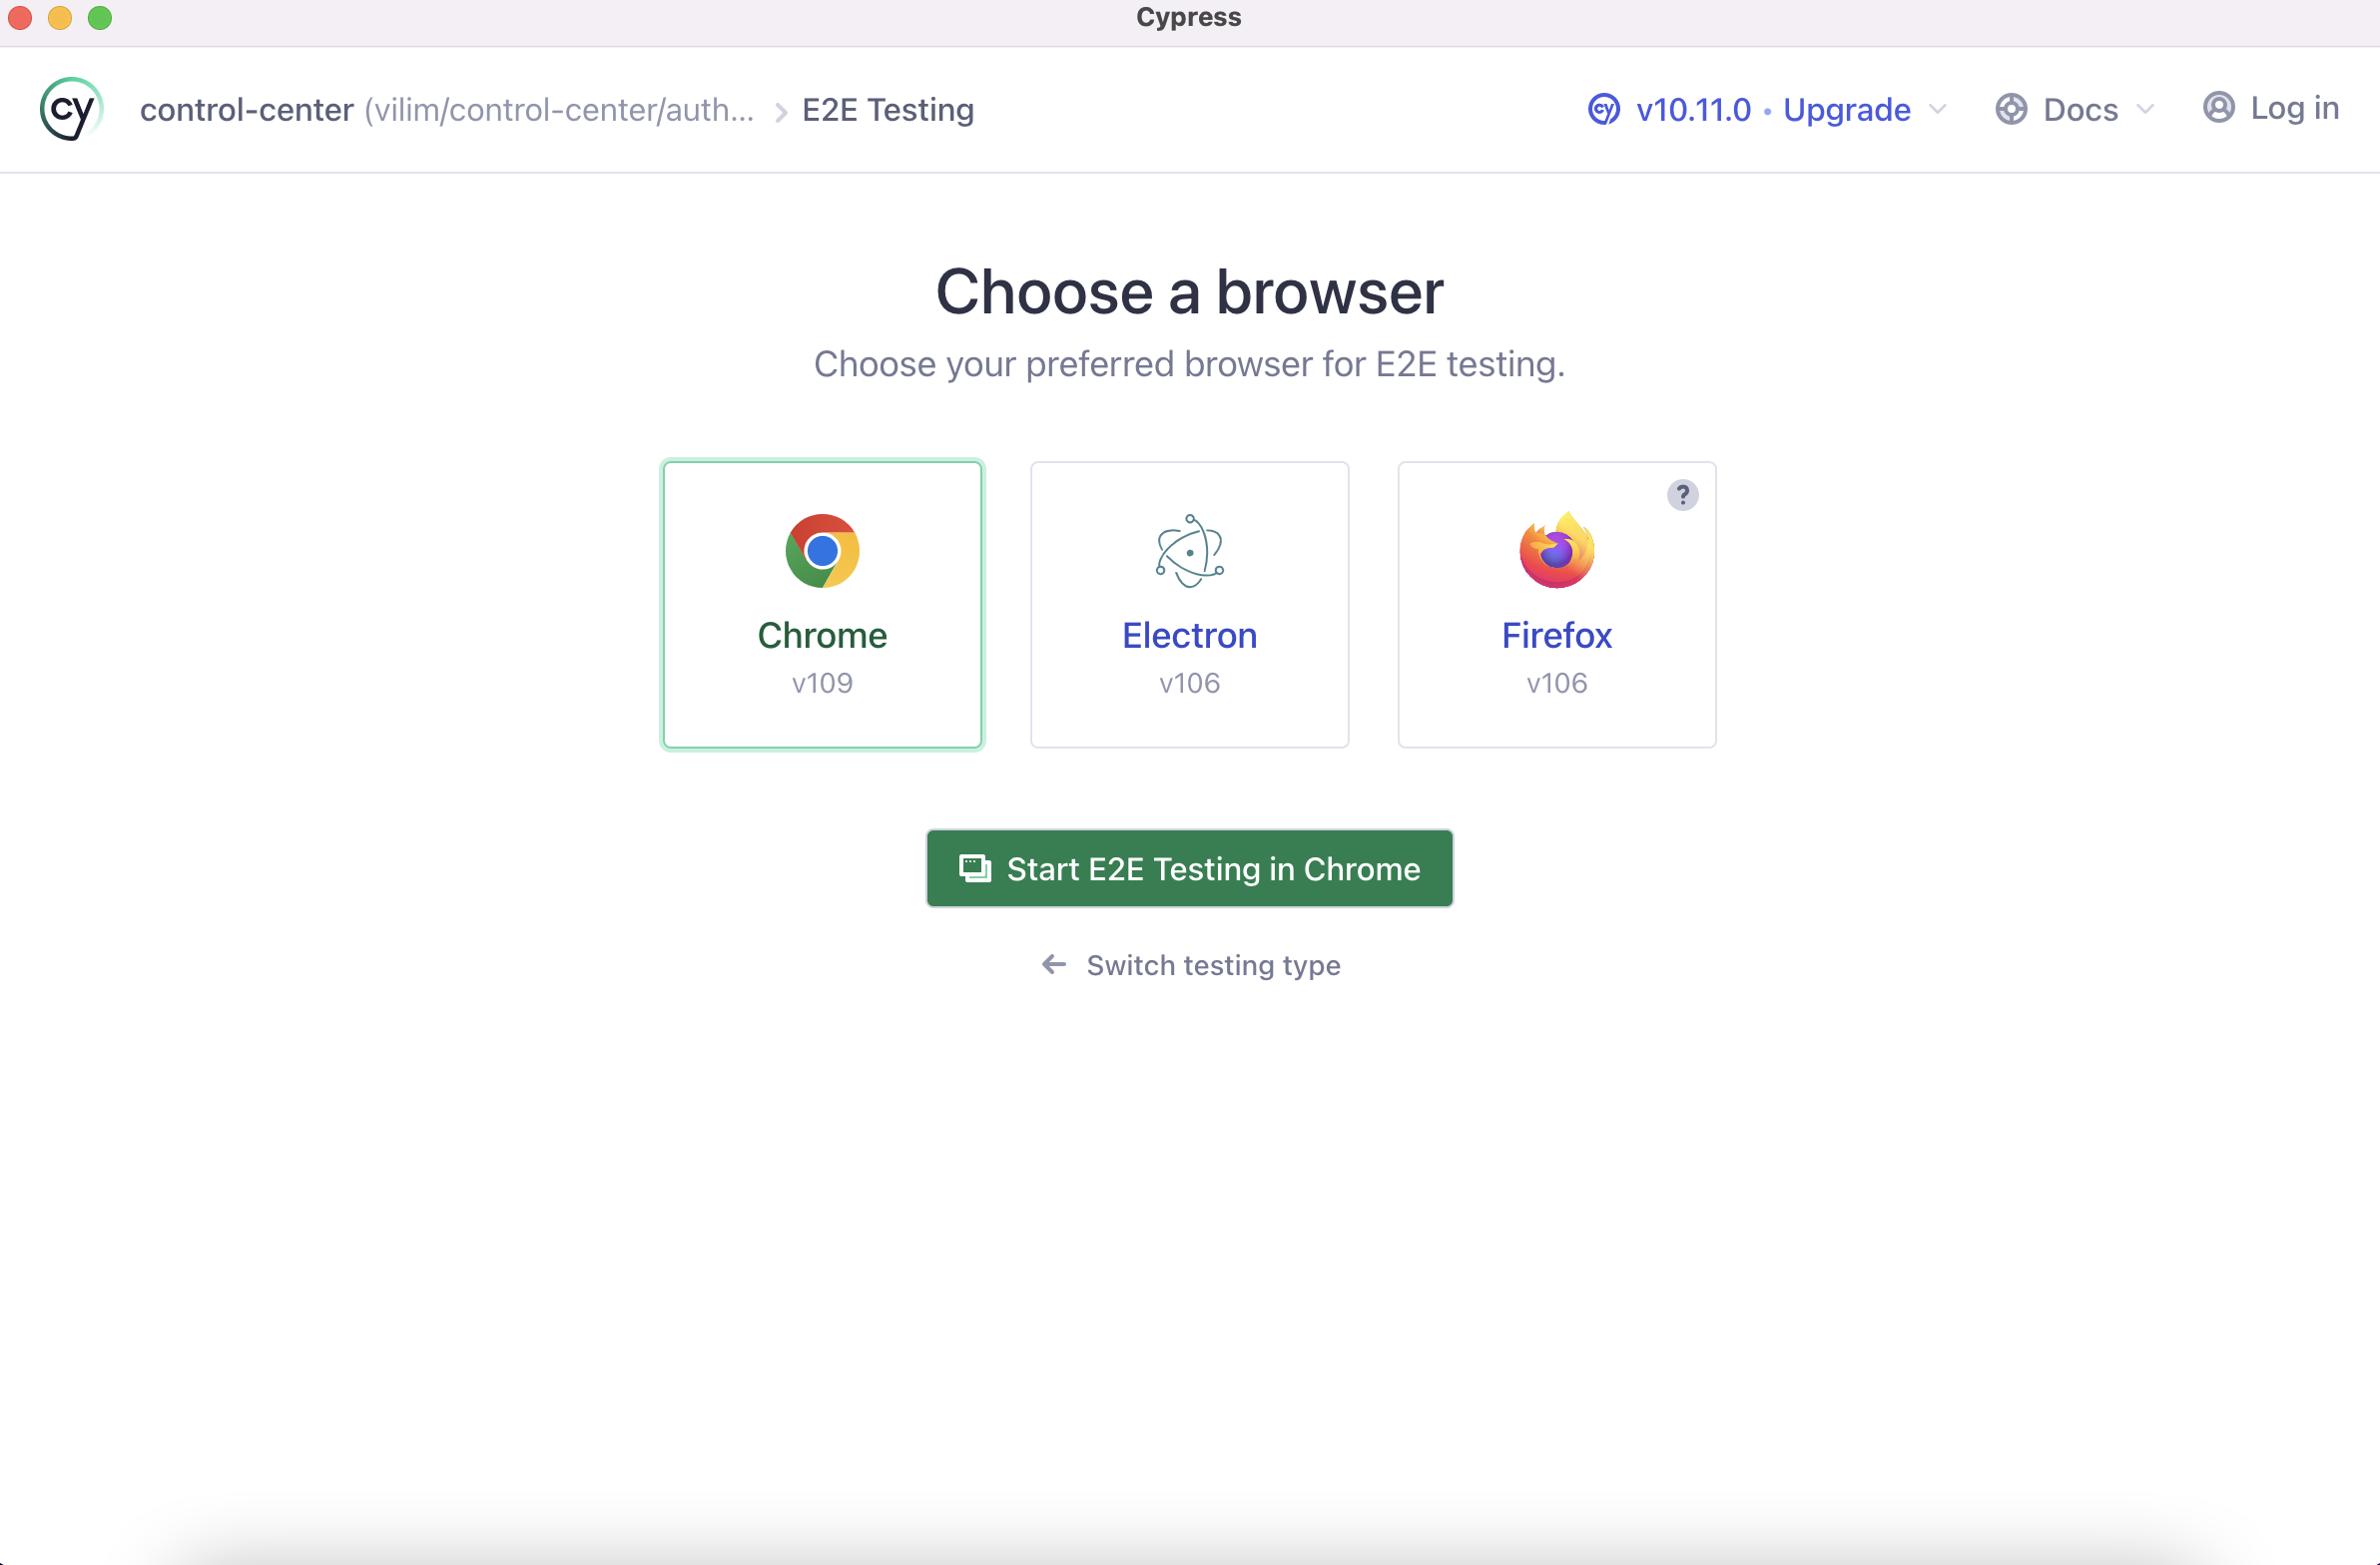 Cypress
cy control-center (vilim/control-center/auth... > E2E Testing
cy v10.11.0 • Upgrade
Docs
Log in
Choose a browser
Choose your preferred browser for E2E testing.
?
Chrome
v109
Electron
v106
Firefox
v106
Start E2E Testing in Chrome
← Switch testing type